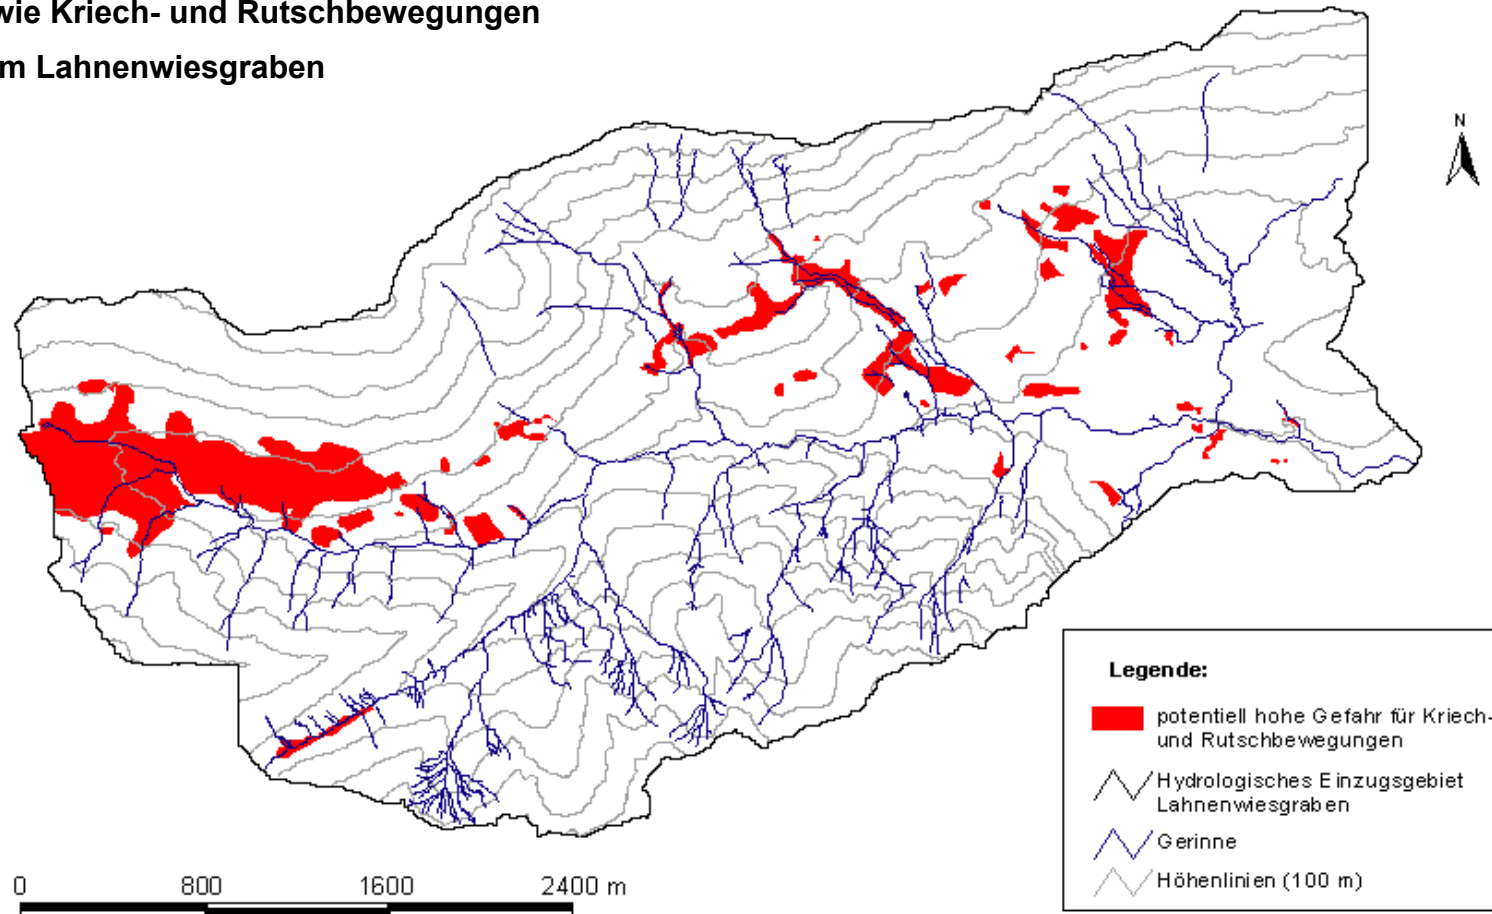 wie Kriech- und Rutschbewegungen
m Lahnenwiesgraben
N
Legende:
potentiell hohe Gefahr für Kriech-
und Rutschbewegungen
Hydrologisches Einzugsgebiet
Lahnenwiesgraben
Gerinne
Höhenlinien (100 m)
0 800 1600 2400 m